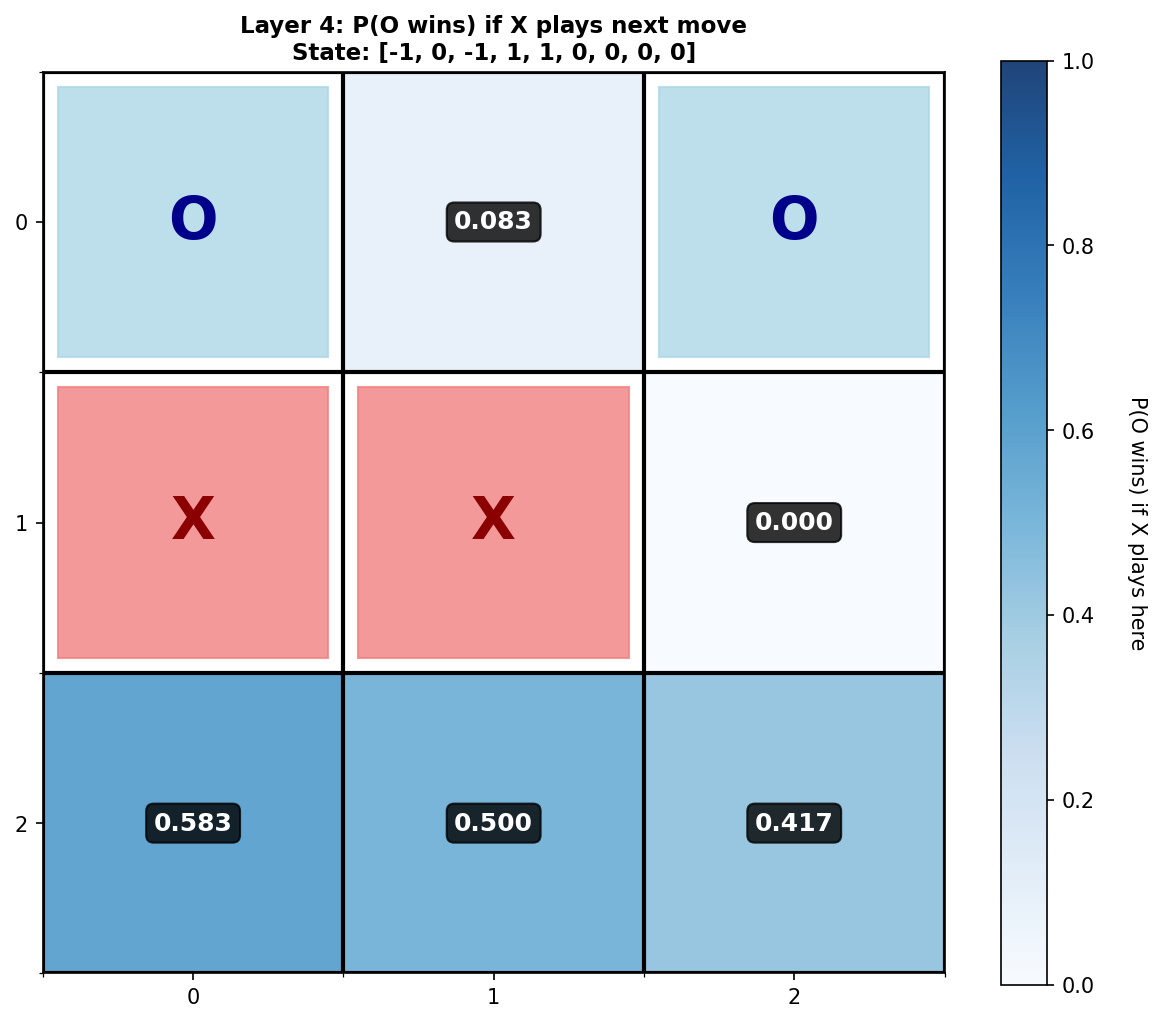 Layer 4: P(O wins) if X plays next move
State: [-1, 0, -1, 1, 1, 0, 0, 0, 0]
0
O
0.083
O
1
X
X
0.000
2
0.583
0.500
0.417
0
1
2
1.0
0.8
0.6
0.4
0.2
0.0
P(O wins) if X plays here